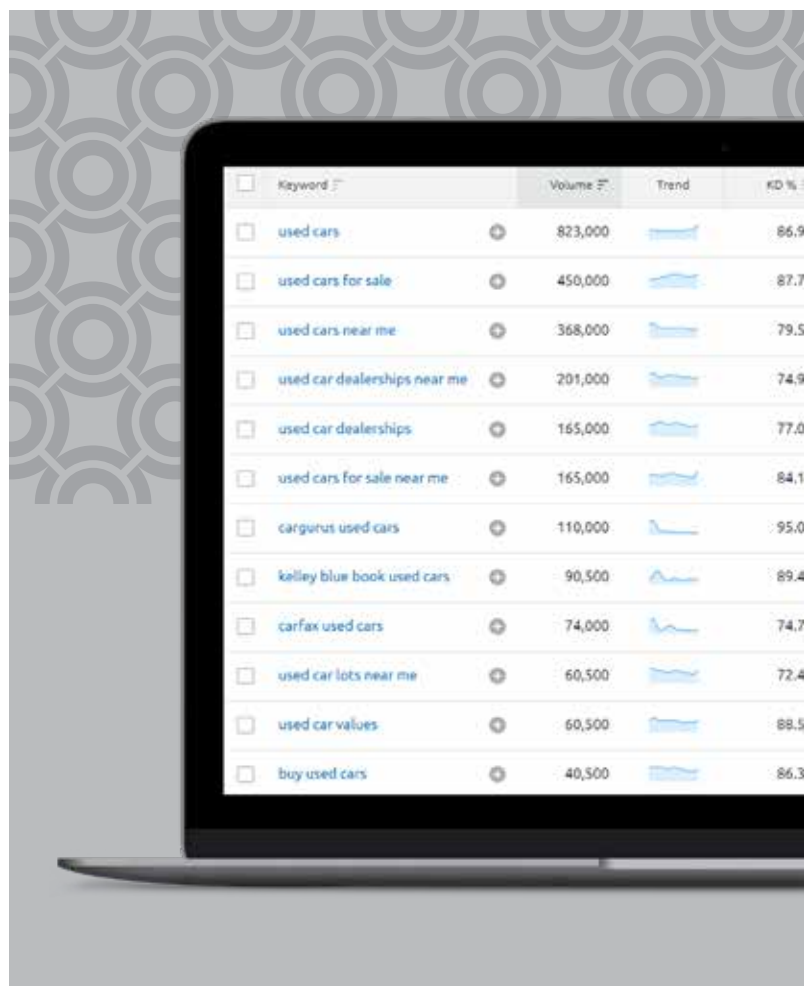 Keyword Volume Trend KD %
used cars 823,000 86.9
used cars for sale 450,000 87.7
used cars near me 368,000 79.5
used car dealerships near me 201,000 74.9
used car dealerships 165,000 77.0
used cars for sale near me 165,000 84.1
cargurus used cars 110,000 95.0
kelley blue book used cars 90,500 89.4
carfax used cars 74,000 74.7
used car lots near me 60,500 72.4
used car values 60,500 88.5
buy used cars 40,500 86.3